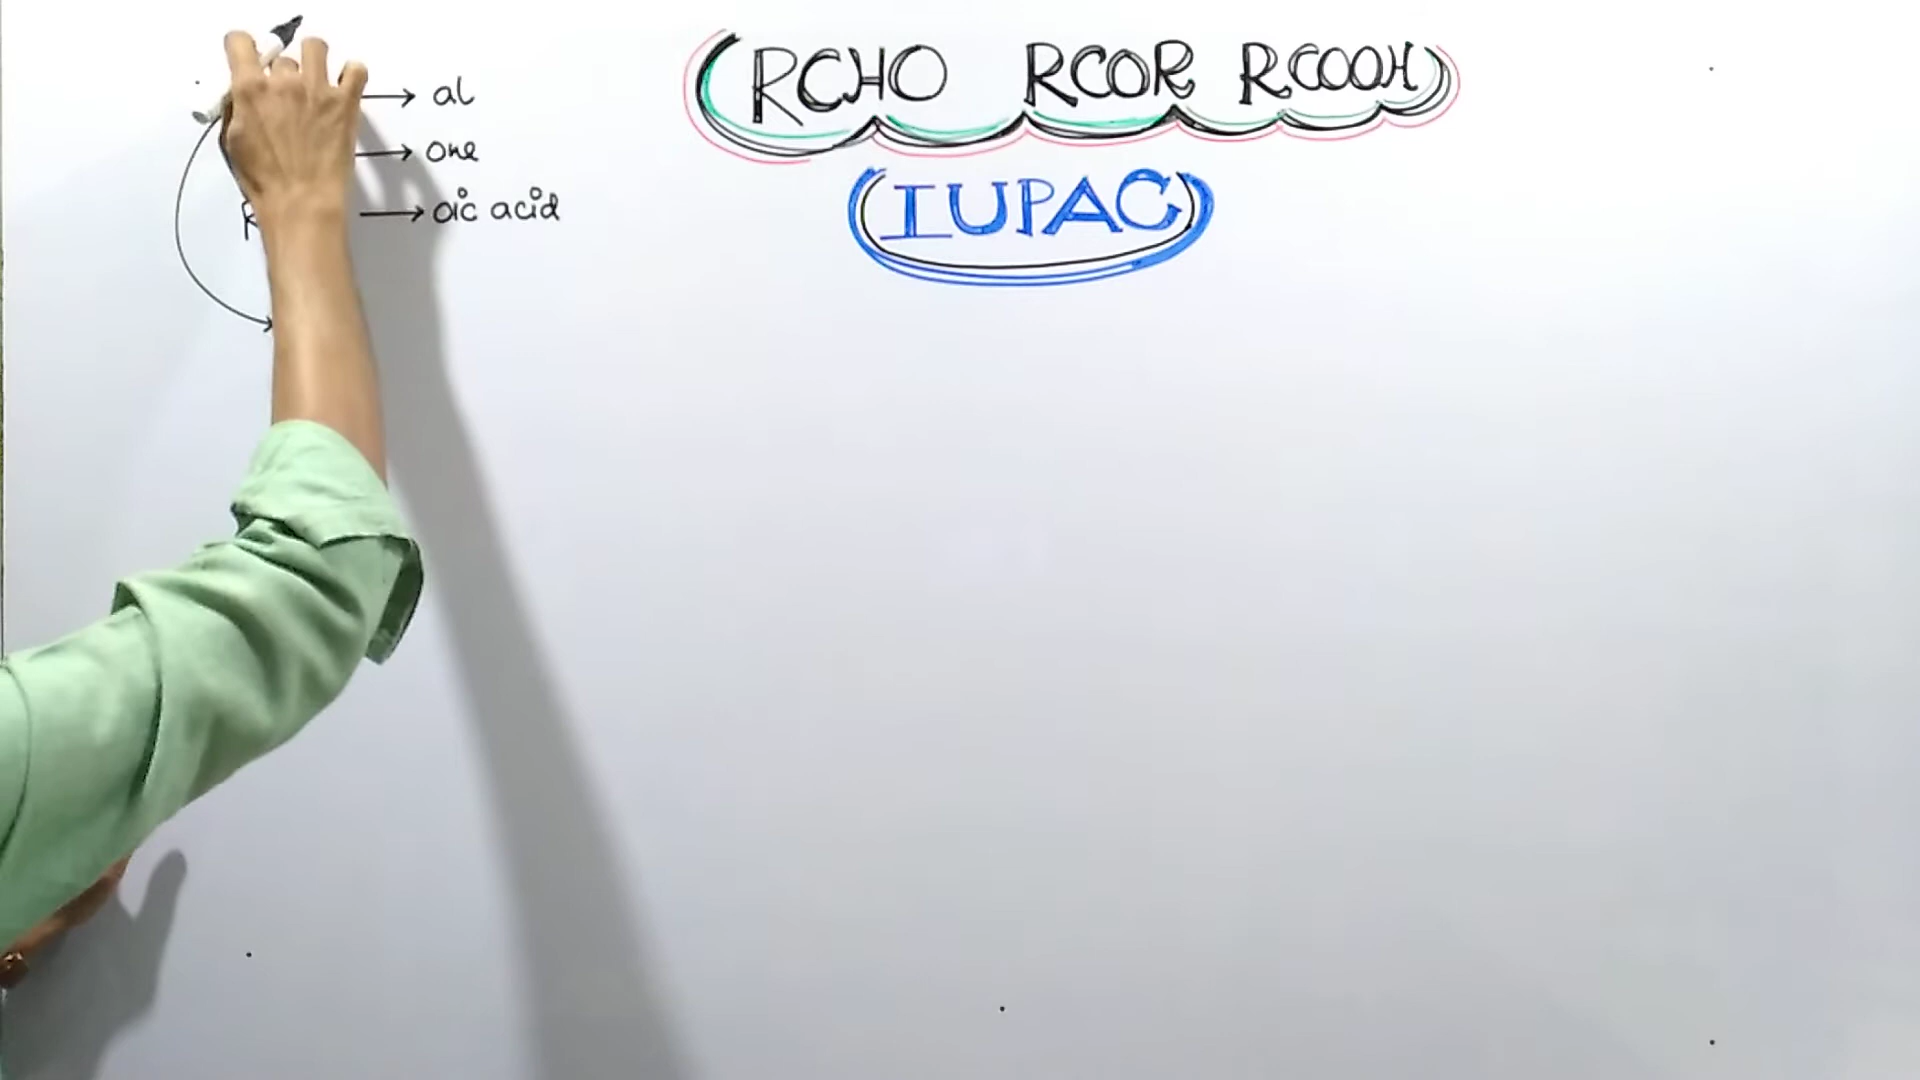 RCHO RCOR RCOOH
(IUPAC)
→ al
→ one
R → oic acid